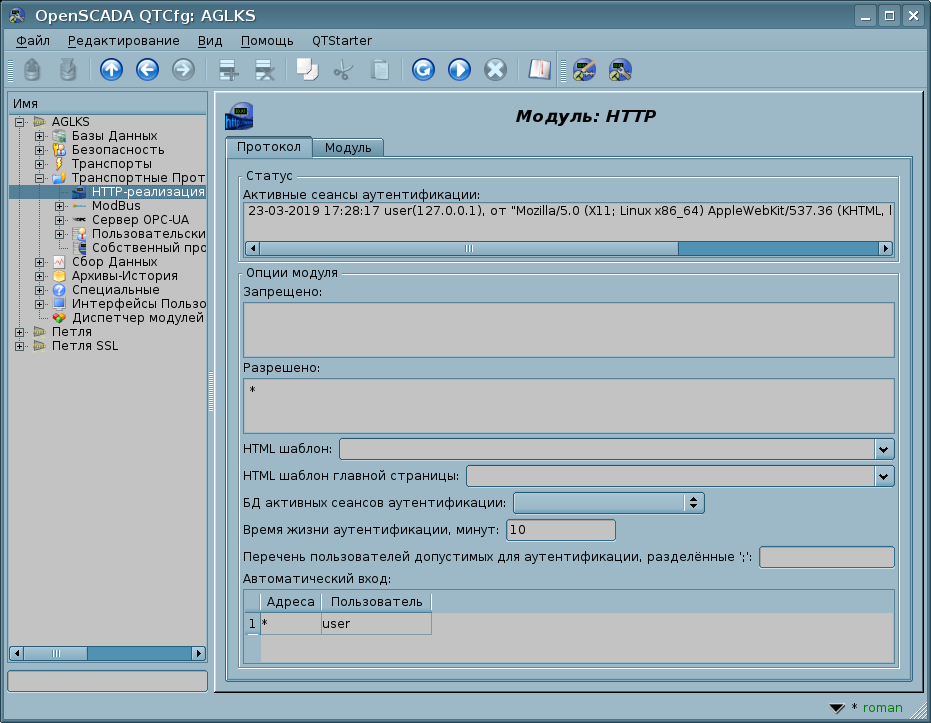 OpenSCADA QTCfg: AGLKS
Файл Редактирование Вид Помощь QTStarter
Имя
AGLKS
Базы Данных
Безопасность
Транспорты
Транспортные Прот
HTTP-реализация
ModBus
Сервер OPC-UA
Пользовательски
Собственный про
Сбор Данных
Архивы-История
Специальные
Интерфейсы Пользо
Диспетчер модулей
Петля
Петля SSL
Модуль: HTTP
Протокол Модуль
Статус
Активные сеансы аутентификации:
23-03-2019 17:28:17 user(127.0.0.1), от "Mozilla/5.0 (X11; Linux x86_64) AppleWebKit/537.36 (KHTML, l
Опции модуля
Запрещено:
Разрешено:
*
HTML шаблон:
HTML шаблон главной страницы:
БД активных сеансов аутентификации:
Время жизни аутентификации, минут: 10
Перечень пользователей допустимых для аутентификации, разделённые ';':
Автоматический вход:
Адреса Пользователь
1 * user
* roman